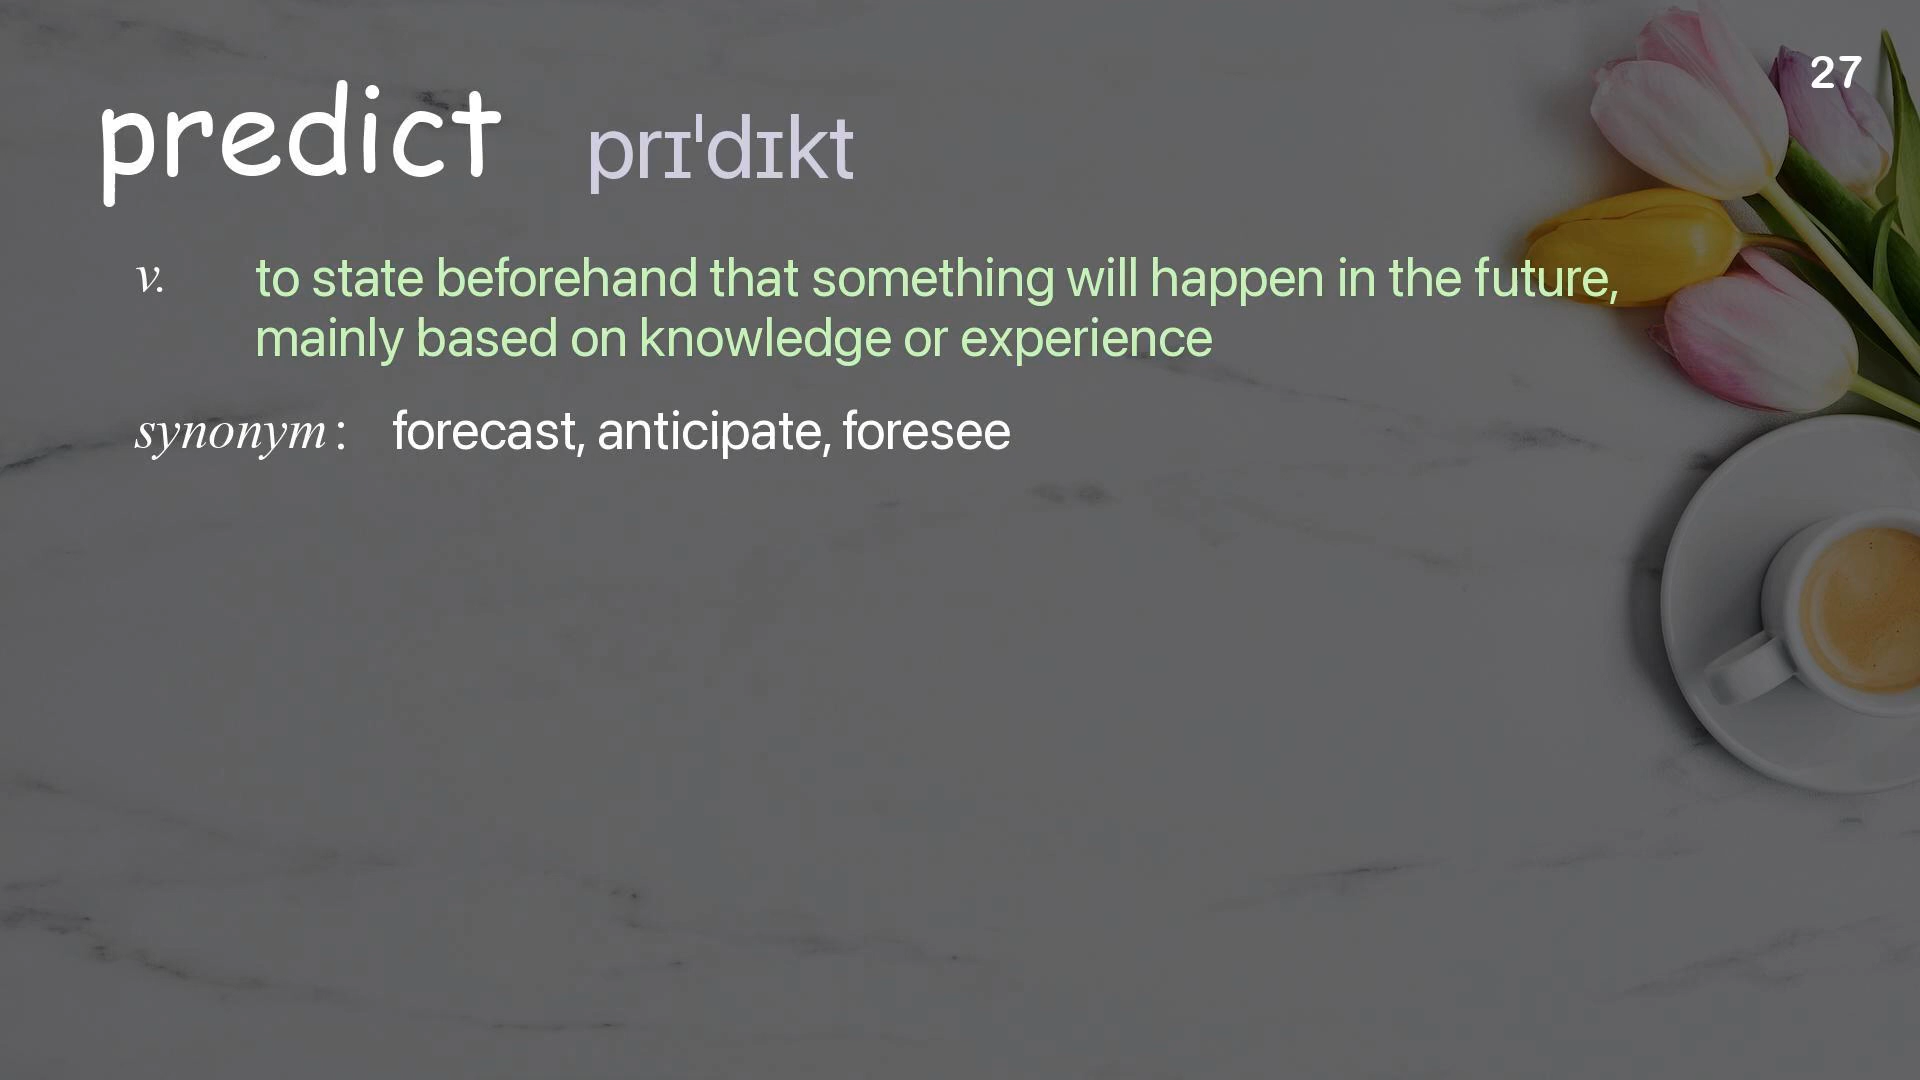 27
predict prɪˈdɪkt
v. to state beforehand that something will happen in the future,
mainly based on knowledge or experience
synonym : forecast, anticipate, foresee